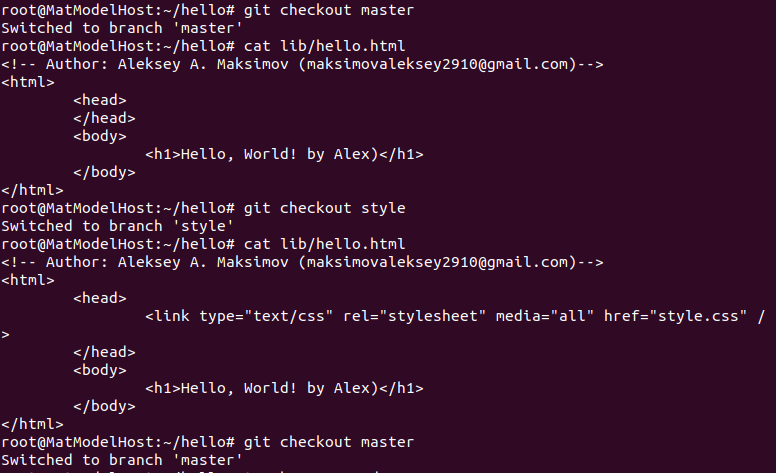 root@MatModelHost:~/hello# git checkout master
Switched to branch 'master'
root@MatModelHost:~/hello# cat lib/hello.html
<!-- Author: Aleksey A. Maksimov (maksimovaleksey2910@gmail.com)-->
<html>
        <head>
        </head>
        <body>
                <h1>Hello, World! by Alex)</h1>
        </body>
</html>
root@MatModelHost:~/hello# git checkout style
Switched to branch 'style'
root@MatModelHost:~/hello# cat lib/hello.html
<!-- Author: Aleksey A. Maksimov (maksimovaleksey2910@gmail.com)-->
<html>
        <head>
                <link type="text/css" rel="stylesheet" media="all" href="style.css" /
>
        </head>
        <body>
                <h1>Hello, World! by Alex)</h1>
        </body>
</html>
root@MatModelHost:~/hello# git checkout master
Switched to branch 'master'